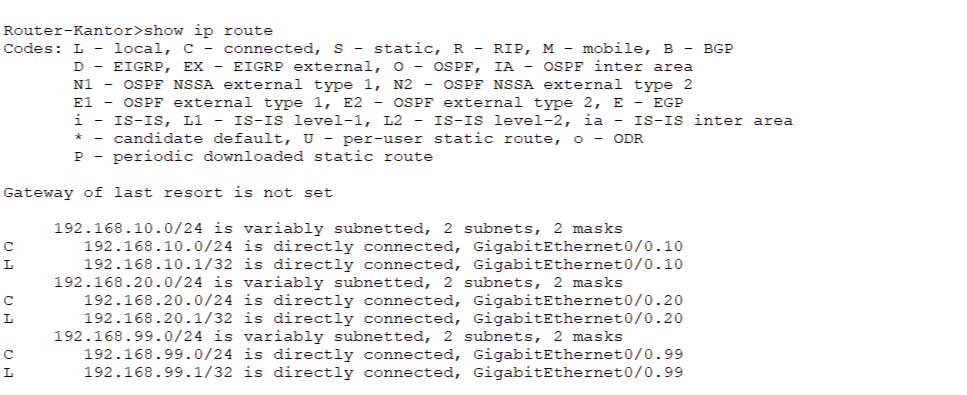 Router-Kantor>show ip route
Codes: L - local, C - connected, S - static, R - RIP, M - mobile, B - BGP
       D - EIGRP, EX - EIGRP external, O - OSPF, IA - OSPF inter area
       N1 - OSPF NSSA external type 1, N2 - OSPF NSSA external type 2
       E1 - OSPF external type 1, E2 - OSPF external type 2, E - EGP
       i - IS-IS, L1 - IS-IS level-1, L2 - IS-IS level-2, ia - IS-IS inter area
       * - candidate default, U - per-user static route, o - ODR
       P - periodic downloaded static route

Gateway of last resort is not set

     192.168.10.0/24 is variably subnetted, 2 subnets, 2 masks
C       192.168.10.0/24 is directly connected, GigabitEthernet0/0.10
L       192.168.10.1/32 is directly connected, GigabitEthernet0/0.10
     192.168.20.0/24 is variably subnetted, 2 subnets, 2 masks
C       192.168.20.0/24 is directly connected, GigabitEthernet0/0.20
L       192.168.20.1/32 is directly connected, GigabitEthernet0/0.20
     192.168.99.0/24 is variably subnetted, 2 subnets, 2 masks
C       192.168.99.0/24 is directly connected, GigabitEthernet0/0.99
L       192.168.99.1/32 is directly connected, GigabitEthernet0/0.99